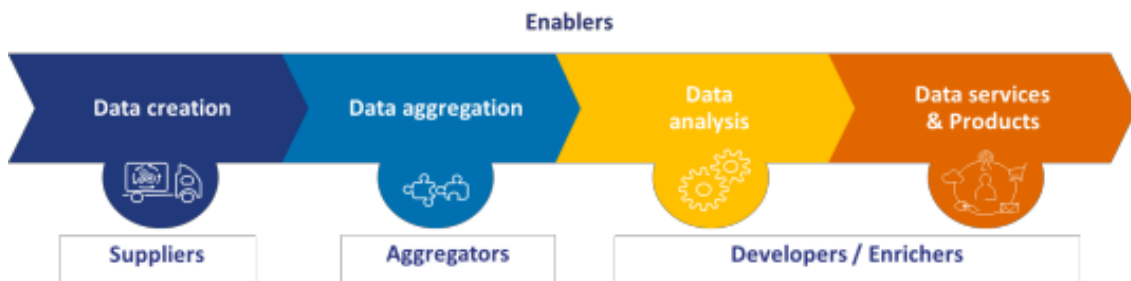 Enablers
Data creation
Data aggregation
Data
analysis
Data services
& Products
Suppliers
Aggregators
Developers / Enrichers